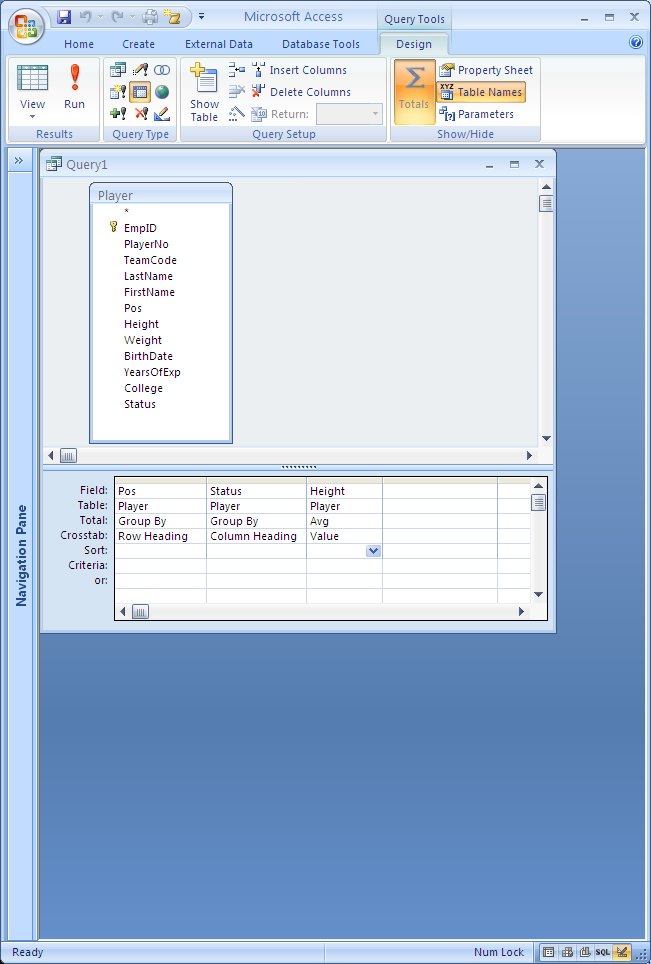 Microsoft Access
Query Tools
Home Create External Data Database Tools Design
View
Run
Show
Table
Insert Columns
Delete Columns
Return:
Totals
Property Sheet
XYZ Table Names
Parameters
Results Query Type Query Setup Show/Hide
»
Query1
Player
*
EmpID
PlayerNo
TeamCode
LastName
FirstName
Pos
Height
Weight
BirthDate
YearsOfExp
College
Status
Navigation Pane
Field: Pos Status Height
Table: Player Player Player
Total: Group By Group By Avg
Crosstab: Row Heading Column Heading Value
Sort:
Criteria:
or:
Ready
Num Lock
SQL